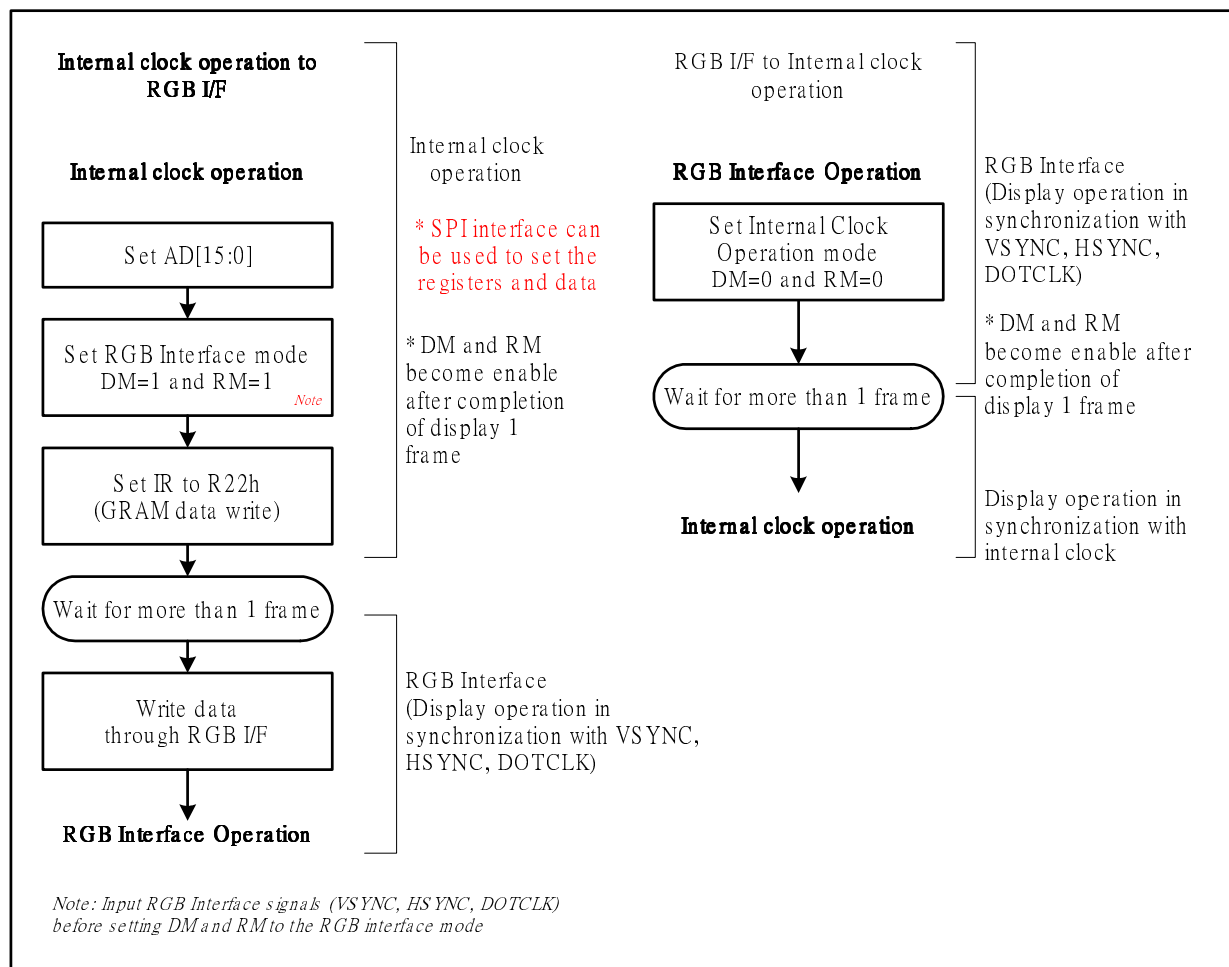 Internal clock operation to
RGB I/F
Internal clock operation
Set AD[15:0]
Set RGB Interface mode
DM=1 and RM=1
Note
Set IR to R22h
(GRAM data write)
Wait for more than 1 frame
Write data
through RGB I/F
RGB Interface Operation
Internal clock
operation
* SPI interface can
be used to set the
registers and data
* DM and RM
become enable
after completion
of display 1
frame
RGB Interface
(Display operation in
synchronization with VSYNC,
HSYNC, DOTCLK)
RGB I/F to Internal clock
operation
RGB Interface Operation
Set Internal Clock
Operation mode
DM=0 and RM=0
Wait for more than 1 frame
Internal clock operation
RGB Interface
(Display operation in
synchronization with
VSYNC, HSYNC,
DOTCLK)
* DM and RM
become enable after
completion of
display 1 frame
Display operation in
synchronization with
internal clock
Note: Input RGB Interface signals (VSYNC, HSYNC, DOTCLK)
before setting DM and RM to the RGB interface mode